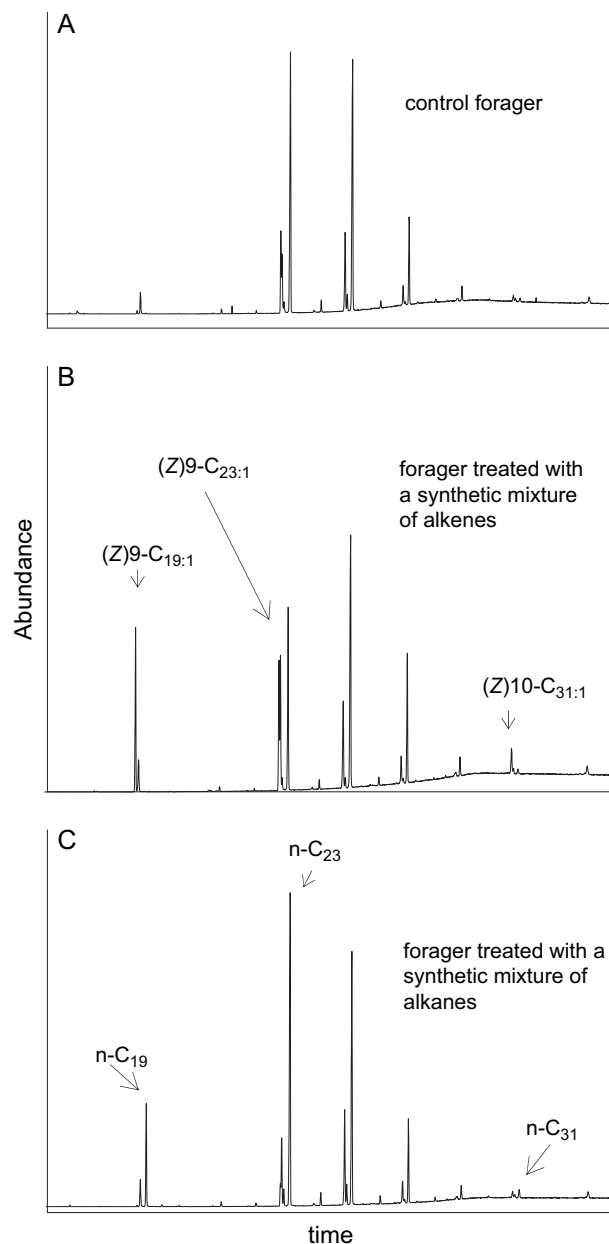 A
control forager
B
(Z)9-C23:1
forager treated with
a synthetic mixture
of alkenes
(Z)9-C19:1
Abundance
(Z)10-C31:1
C
n-C23
forager treated with a
synthetic mixture of
alkanes
n-C19
n-C31
time